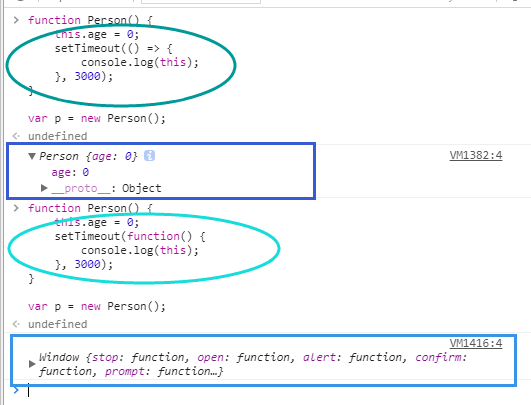 > function Person() {
this.age = 0;
setTimeout(() => {
console.log(this);
}, 3000);
}
var p = new Person();
<· undefined
▼ Person {age: 0} i VM1382:4
age: 0
▶ __proto__: Object
> function Person() {
this.age = 0;
setTimeout(function() {
console.log(this);
}, 3000);
}
var p = new Person();
<· undefined
VM1416:4
▶ Window {stop: function, open: function, alert: function, confirm:
function, prompt: function…}
>